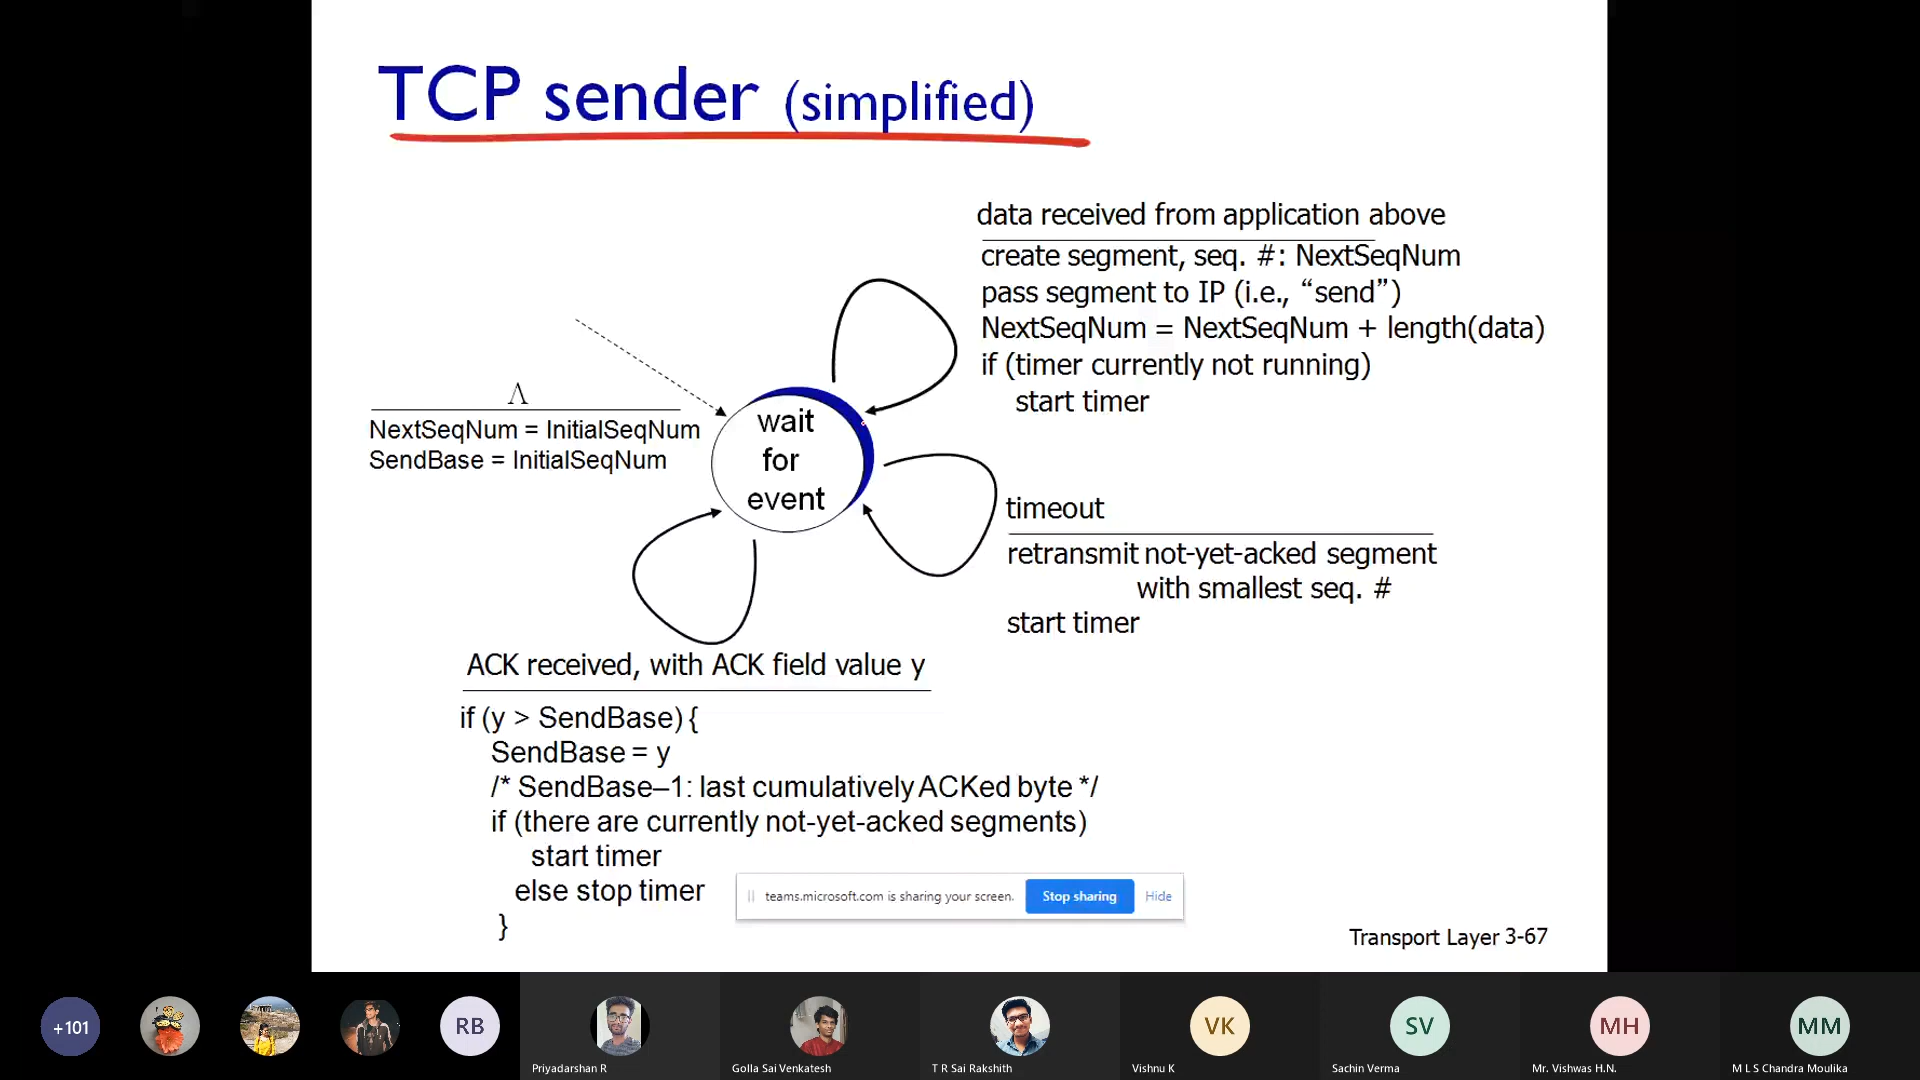 TCP sender (simplified)
data received from application above
create segment, seq. #: NextSeqNum
pass segment to IP (i.e., “send”)
NextSeqNum = NextSeqNum + length(data)
if (timer currently not running)
start timer
Λ
NextSeqNum = InitialSeqNum
SendBase = InitialSeqNum
wait
for
event
timeout
retransmit not-yet-acked segment
with smallest seq. #
start timer
ACK received, with ACK field value y
if (y > SendBase) {
SendBase = y
/* SendBase–1: last cumulatively ACKed byte */
if (there are currently not-yet-acked segments)
start timer
else stop timer
}
teams.microsoft.com is sharing your screen.
Stop sharing
Hide
Transport Layer 3-67
+101
RB
VK
SV
MH
MM
Priyadarshan R
Golla Sai Venkatesh
T R Sai Rakshith
Vishnu K
Sachin Verma
Mr. Vishwas H.N.
M L S Chandra Moulika